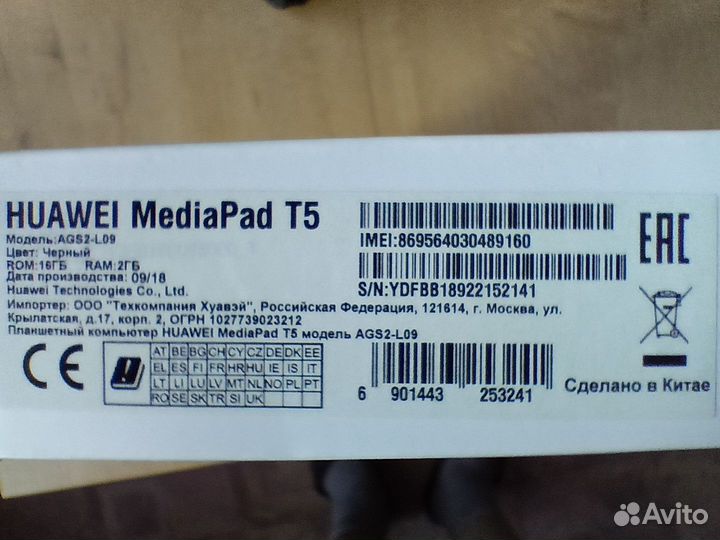 HUAWEI MediaPad T5
Модель:AGS2-L09
Цвет: Черный
ROM:16ГБ RAM:2ГБ
Дата производства:09/18
Huawei Technologies Co., Ltd.
IMEI:869564030489160
S/N:YDFBB18922152141
EAC
Импортер: ООО "Техкомпания Хуавэй", Российская Федерация, 121614, г. Москва, ул.
Крылатская, д.17, корп. 2, ОГРН 1027739023212
Планшетный компьютер HUAWEI MediaPad T5 модель AGS2-L09
CE
AT BE BG CH CY CZ DE DK EE
EL ES FI FR HR HU IE IS IT
LT LI LU LV MT NL NO PL PT
RO SE SK TR SI UK
6 901443 253241
Сделано в Китае
Avito